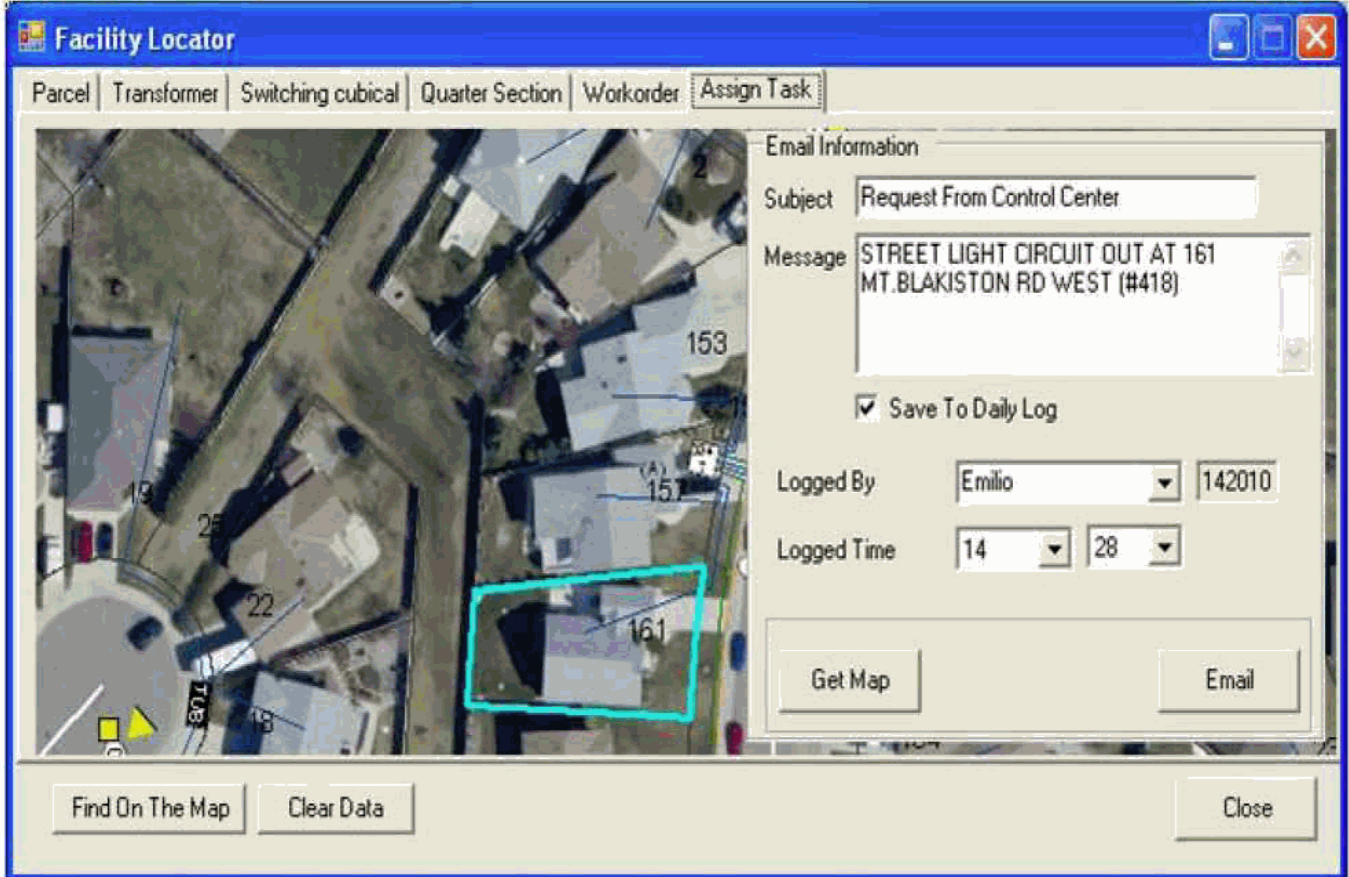 Facility Locator
Parcel Transformer Switching cubical Quarter Section Workorder Assign Task
Email Information
Subject Request From Control Center
Message STREET LIGHT CIRCUIT OUT AT 161
MT.BLAKISTON RD WEST (#418)
Save To Daily Log
Logged By Emilio 142010
Logged Time 14 28
Get Map Email
2
153
(A)
157
19
25
22
161
18
Find On The Map Clear Data Close